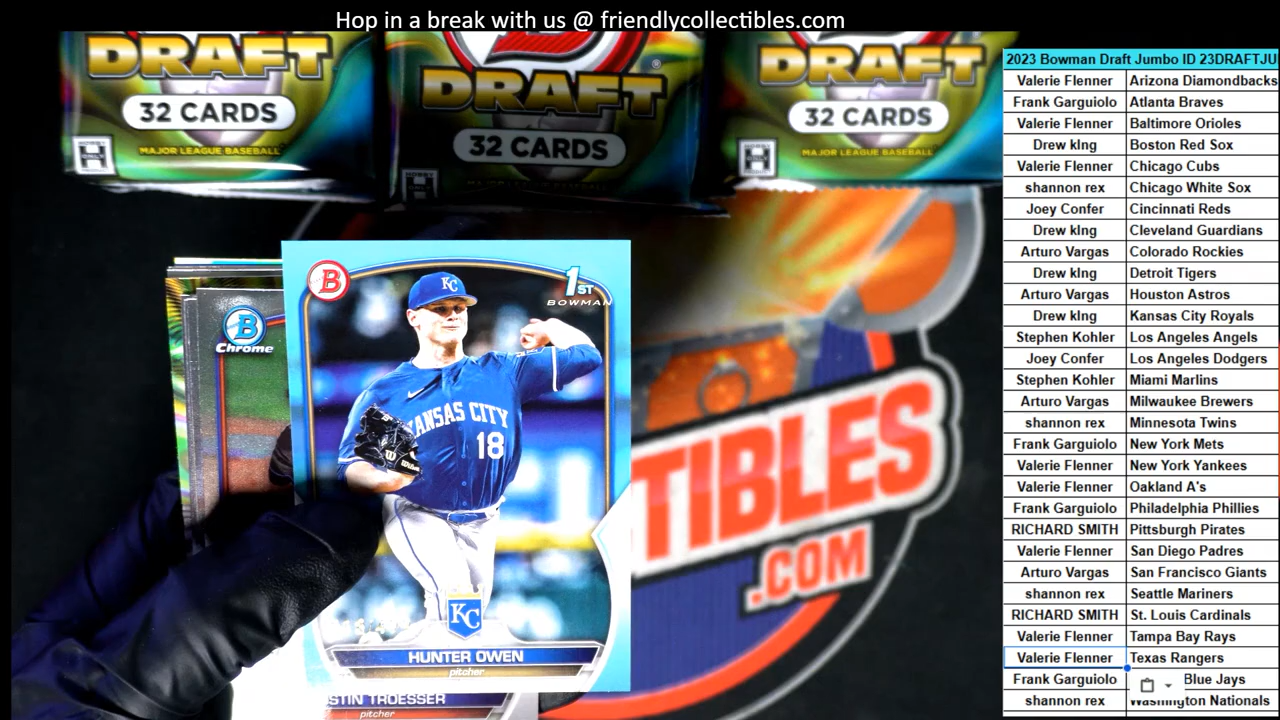 Hop in a break with us @ friendlycollectibles.com
DRAFT
32 CARDS
HOBBY ONLY
MAJOR LEAGUE BASEBALL
DRAFT
32 CARDS
DRAFT
32 CARDS
HOBBY ONLY
MAJOR LEAGUE BASEBALL
B
Chrome
B
1ST
BOWMAN
KC
KANSAS CITY
18
KC
HUNTER OWEN
pitcher
STIN TROESSER
pitcher
TIBLES
.COM
2023 Bowman Draft Jumbo ID 23DRAFTJU
Valerie Flenner Arizona Diamondbacks
Frank Garguiolo Atlanta Braves
Valerie Flenner Baltimore Orioles
Drew kIng Boston Red Sox
Valerie Flenner Chicago Cubs
shannon rex Chicago White Sox
Joey Confer Cincinnati Reds
Drew kIng Cleveland Guardians
Arturo Vargas Colorado Rockies
Drew kIng Detroit Tigers
Arturo Vargas Houston Astros
Drew kIng Kansas City Royals
Stephen Kohler Los Angeles Angels
Joey Confer Los Angeles Dodgers
Stephen Kohler Miami Marlins
Arturo Vargas Milwaukee Brewers
shannon rex Minnesota Twins
Frank Garguiolo New York Mets
Valerie Flenner New York Yankees
Valerie Flenner Oakland A's
Frank Garguiolo Philadelphia Phillies
RICHARD SMITH Pittsburgh Pirates
Valerie Flenner San Diego Padres
Arturo Vargas San Francisco Giants
shannon rex Seattle Mariners
RICHARD SMITH St. Louis Cardinals
Valerie Flenner Tampa Bay Rays
Valerie Flenner Texas Rangers
Frank Garguiolo Blue Jays
shannon rex Washington Nationals